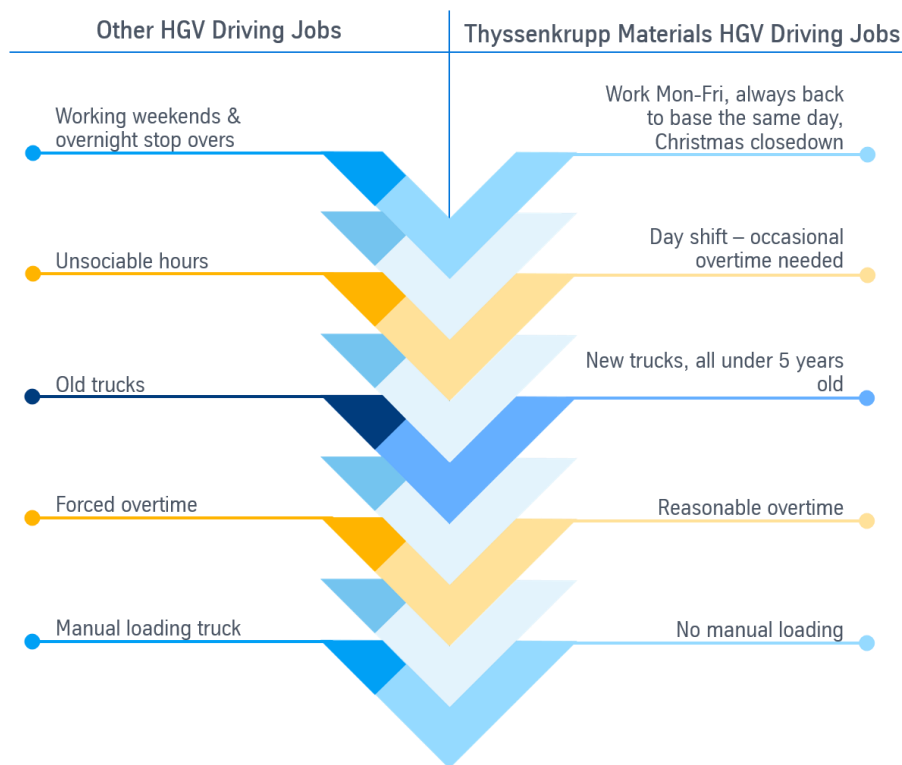 Other HGV Driving Jobs
Thyssenkrupp Materials HGV Driving Jobs
Working weekends &
overnight stop overs
Work Mon-Fri, always back
to base the same day,
Christmas closedown
Unsociable hours
Day shift – occasional
overtime needed
Old trucks
New trucks, all under 5 years
old
Forced overtime
Reasonable overtime
Manual loading truck
No manual loading